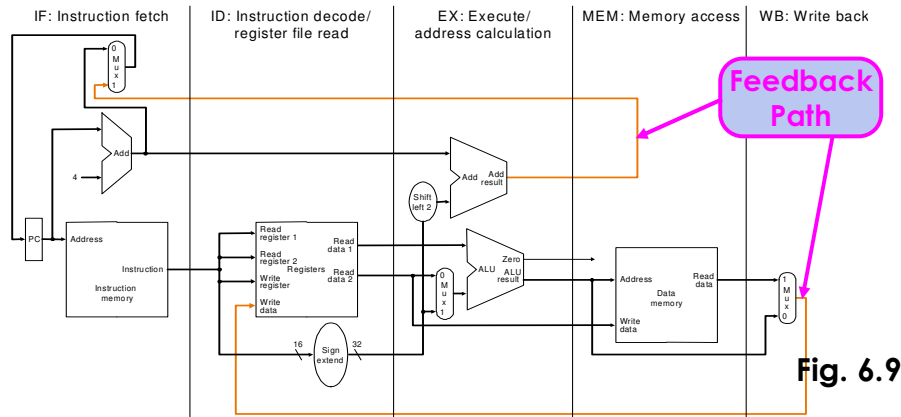 IF: Instruction fetch
ID: Instruction decode/
register file read
EX: Execute/
address calculation
MEM: Memory access
WB: Write back
0
M
u
x
1
Feedback
Path
Add
4
Add
Add
result
Shift
left 2
PC
Address
Instruction
Instruction
memory
Read
register 1
Read
register 2
Write
register
Write
data
Registers
Read
data 1
Read
data 2
0
M
u
x
1
Zero
ALU
ALU
result
Address
Write
data
Data
memory
Read
data
1
M
u
x
0
16
Sign
extend
32
Fig. 6.9